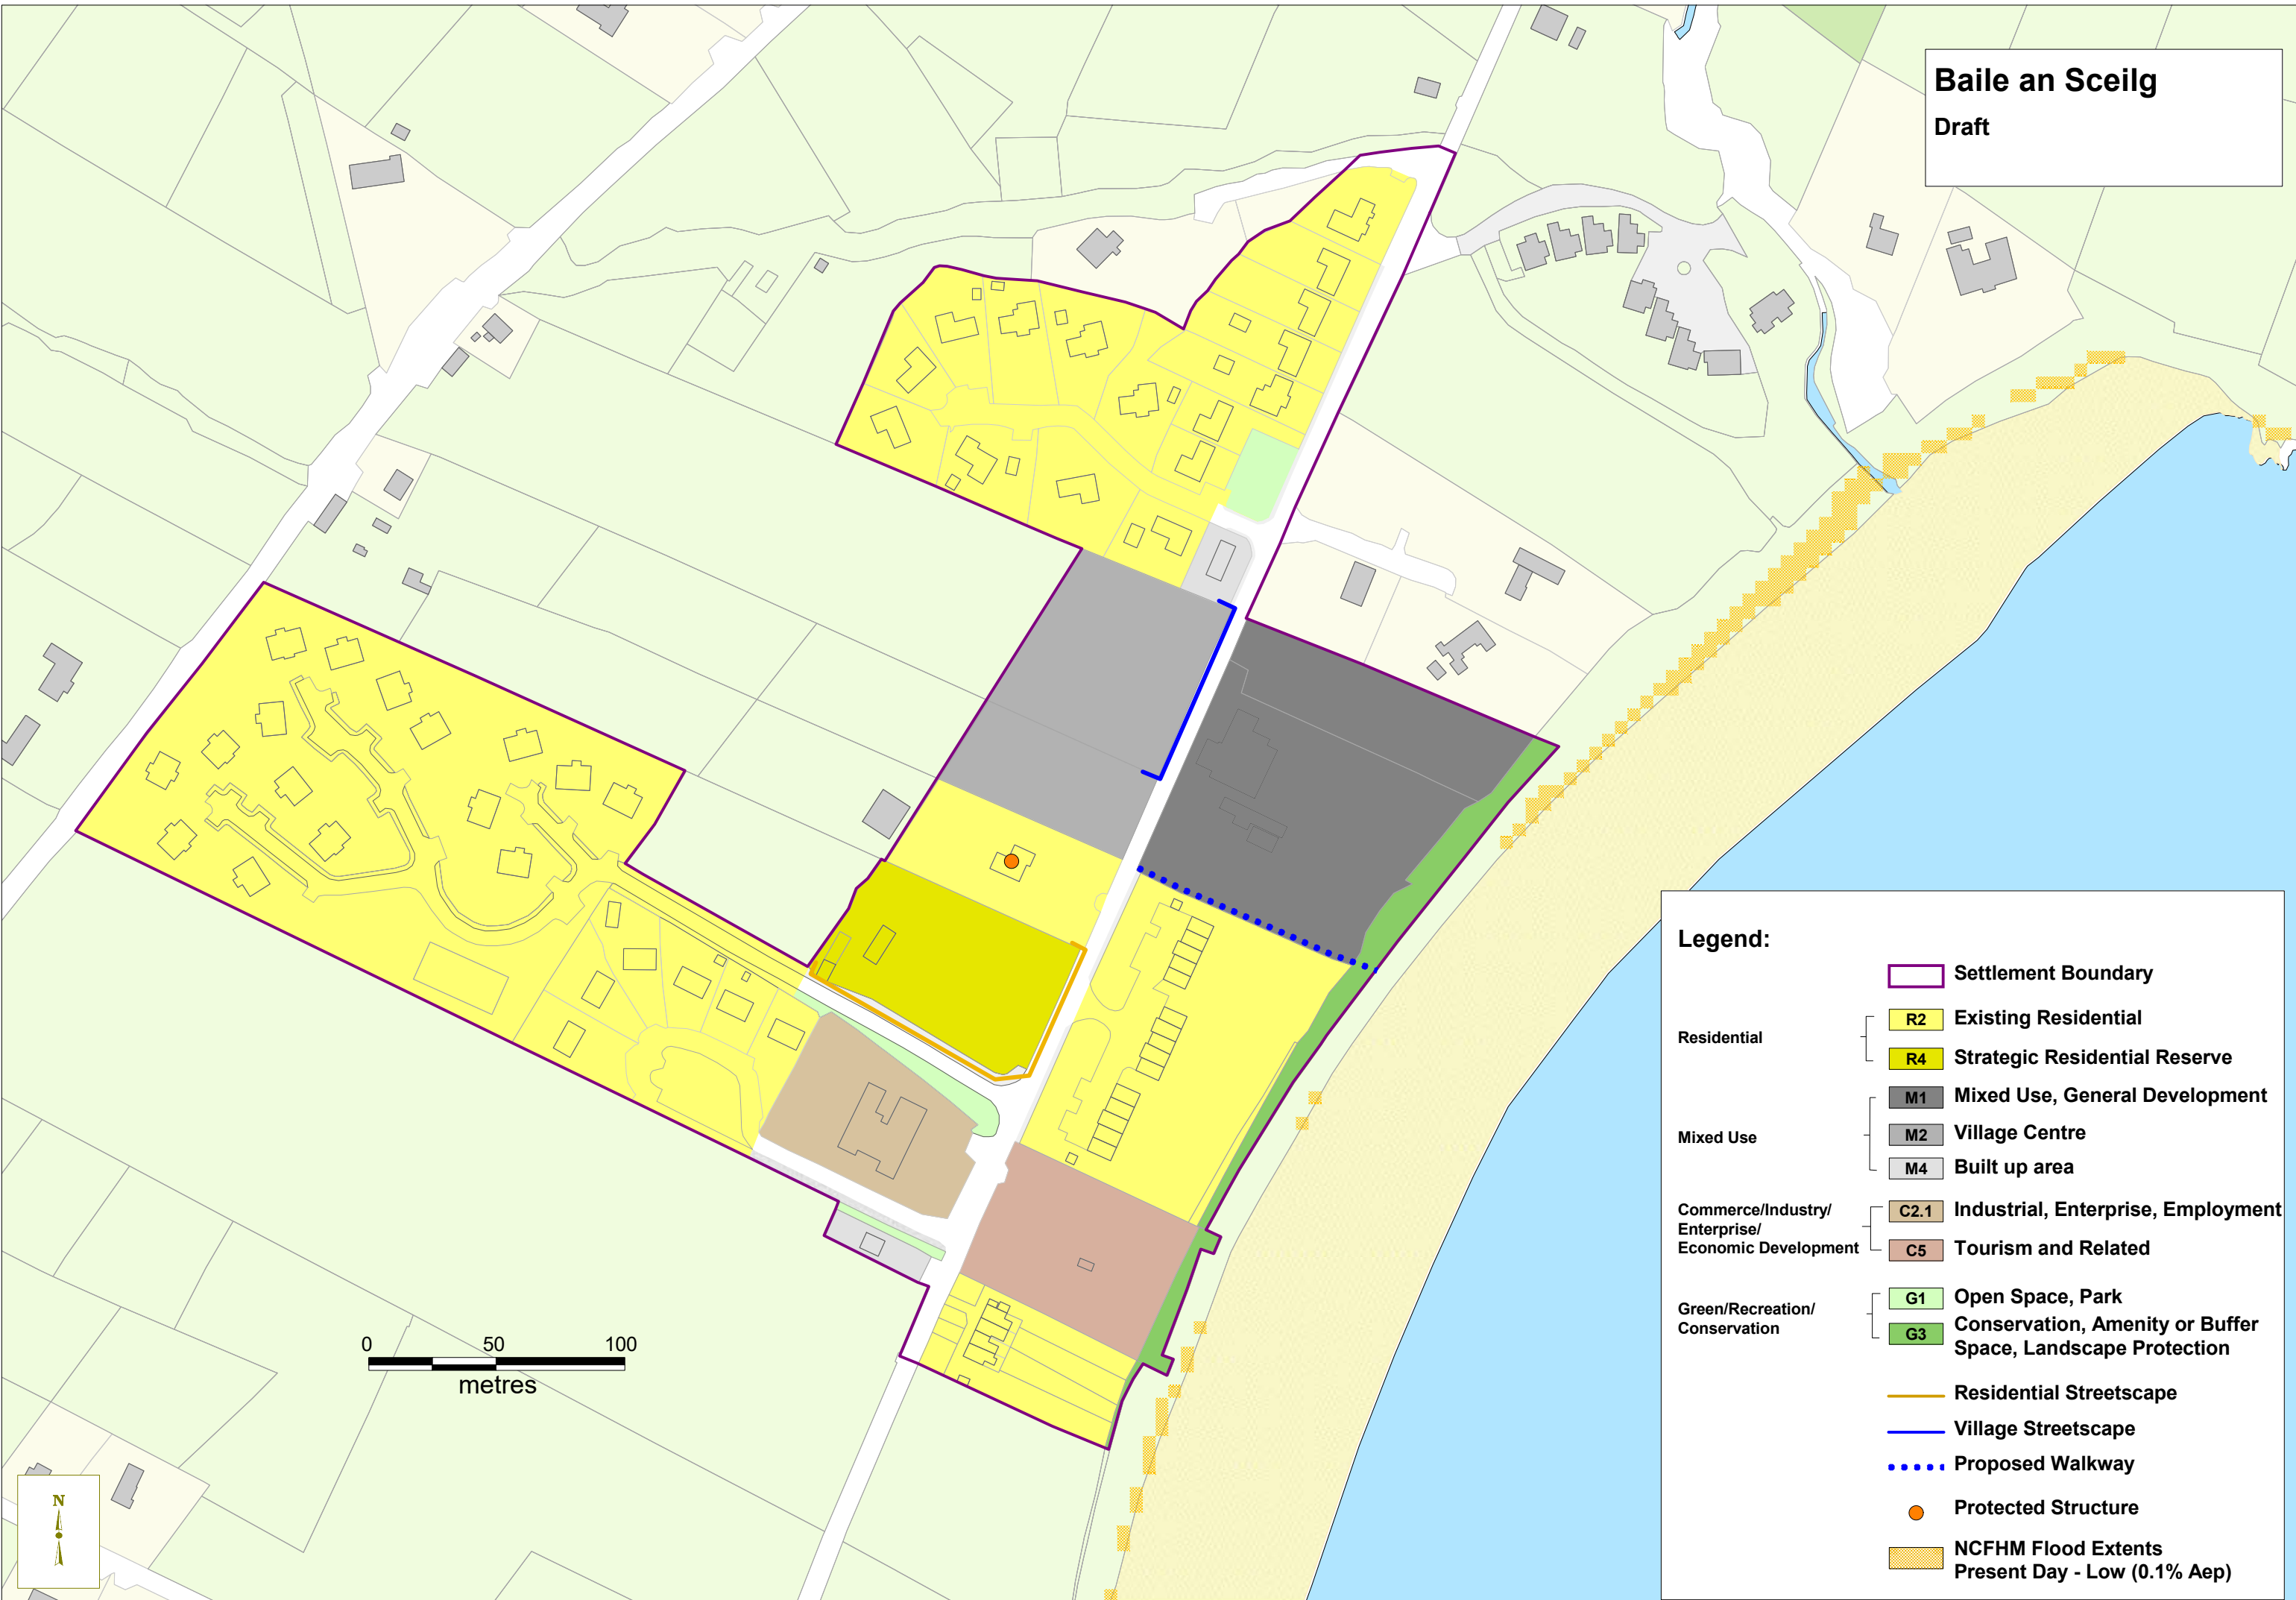 Baile an Sceilg
Draft
Legend:
Settlement Boundary
Residential
R2 Existing Residential
R4 Strategic Residential Reserve
Mixed Use
M1 Mixed Use, General Development
M2 Village Centre
M4 Built up area
Commerce/Industry/
Enterprise/
Economic Development
C2.1 Industrial, Enterprise, Employment
C5 Tourism and Related
Green/Recreation/
Conservation
G1 Open Space, Park
G3 Conservation, Amenity or Buffer
Space, Landscape Protection
Residential Streetscape
Village Streetscape
Proposed Walkway
Protected Structure
NCFHM Flood Extents
Present Day - Low (0.1% Aep)
0 50 100
metres
N